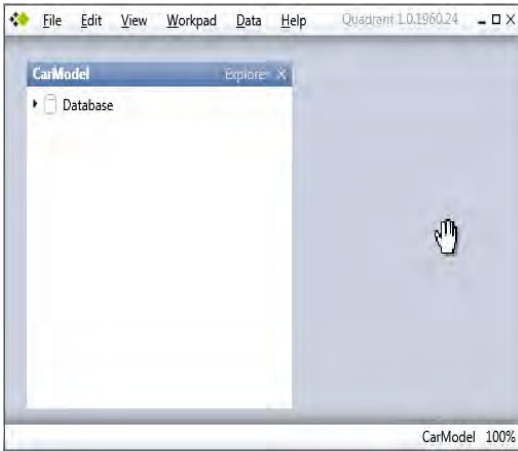 File Edit View Workpad Data Help Quadrant 1.0.1960.24
CarModel Explorer X
Database
CarModel 100%